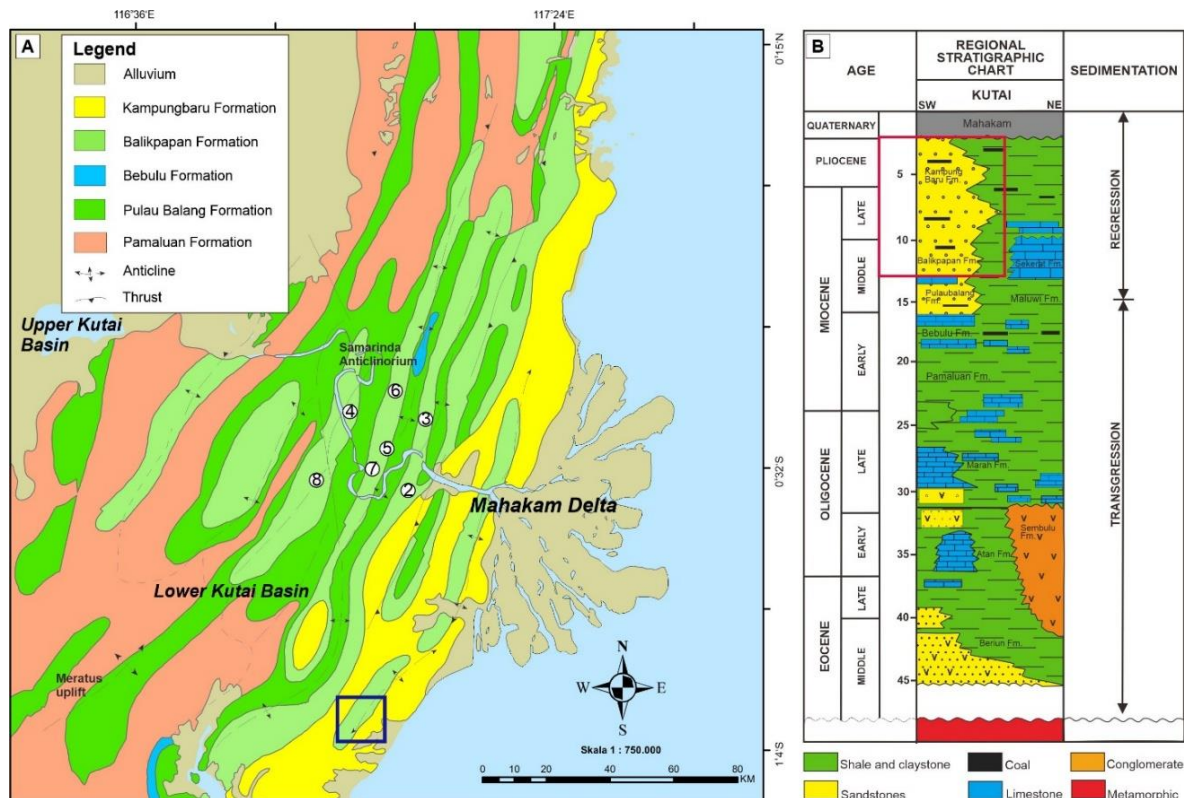 116°36'E
117°24'E
A
Legend
Alluvium
Kampungbaru Formation
Balikpapan Formation
Bebulu Formation
Pulau Balang Formation
Pamaluan Formation
Anticline
Thrust
Upper Kutai
Basin
Samarinda
Anticlinorium
6
4
3
5
7
8
2
Mahakam Delta
Lower Kutai Basin
Meratus
uplift
N
W
E
S
Skala 1 : 750.000
0 10 20 40 60 80
KM
0°15'N
0°32'S
1°4'S
B
AGE
REGIONAL
STRATIGRAPHIC
CHART
KUTAI
SW
NE
SEDIMENTATION
QUATERNARY
Mahakam
PLIOCENE
5
Kampung
Baru Fm.
MIOCENE
LATE
10
MIDDLE
Balikpapan Fm.
Sekerat Fm.
Pulaubalang
Fm.
15
Maluwi Fm.
EARLY
Bebulu Fm.
20
Pamaluan Fm.
OLIGOCENE
LATE
25
Marah Fm.
30
EARLY
Sembulu
Fm.
35
Atan Fm.
EOCENE
LATE
40
MIDDLE
Beriun Fm.
45
REGRESSION
TRANSGRESSION
V V V V V V V V V V V V V V V V V V
Shale and claystone
Coal
Conglomerate
Sandstones
Limestone
Metamorphic